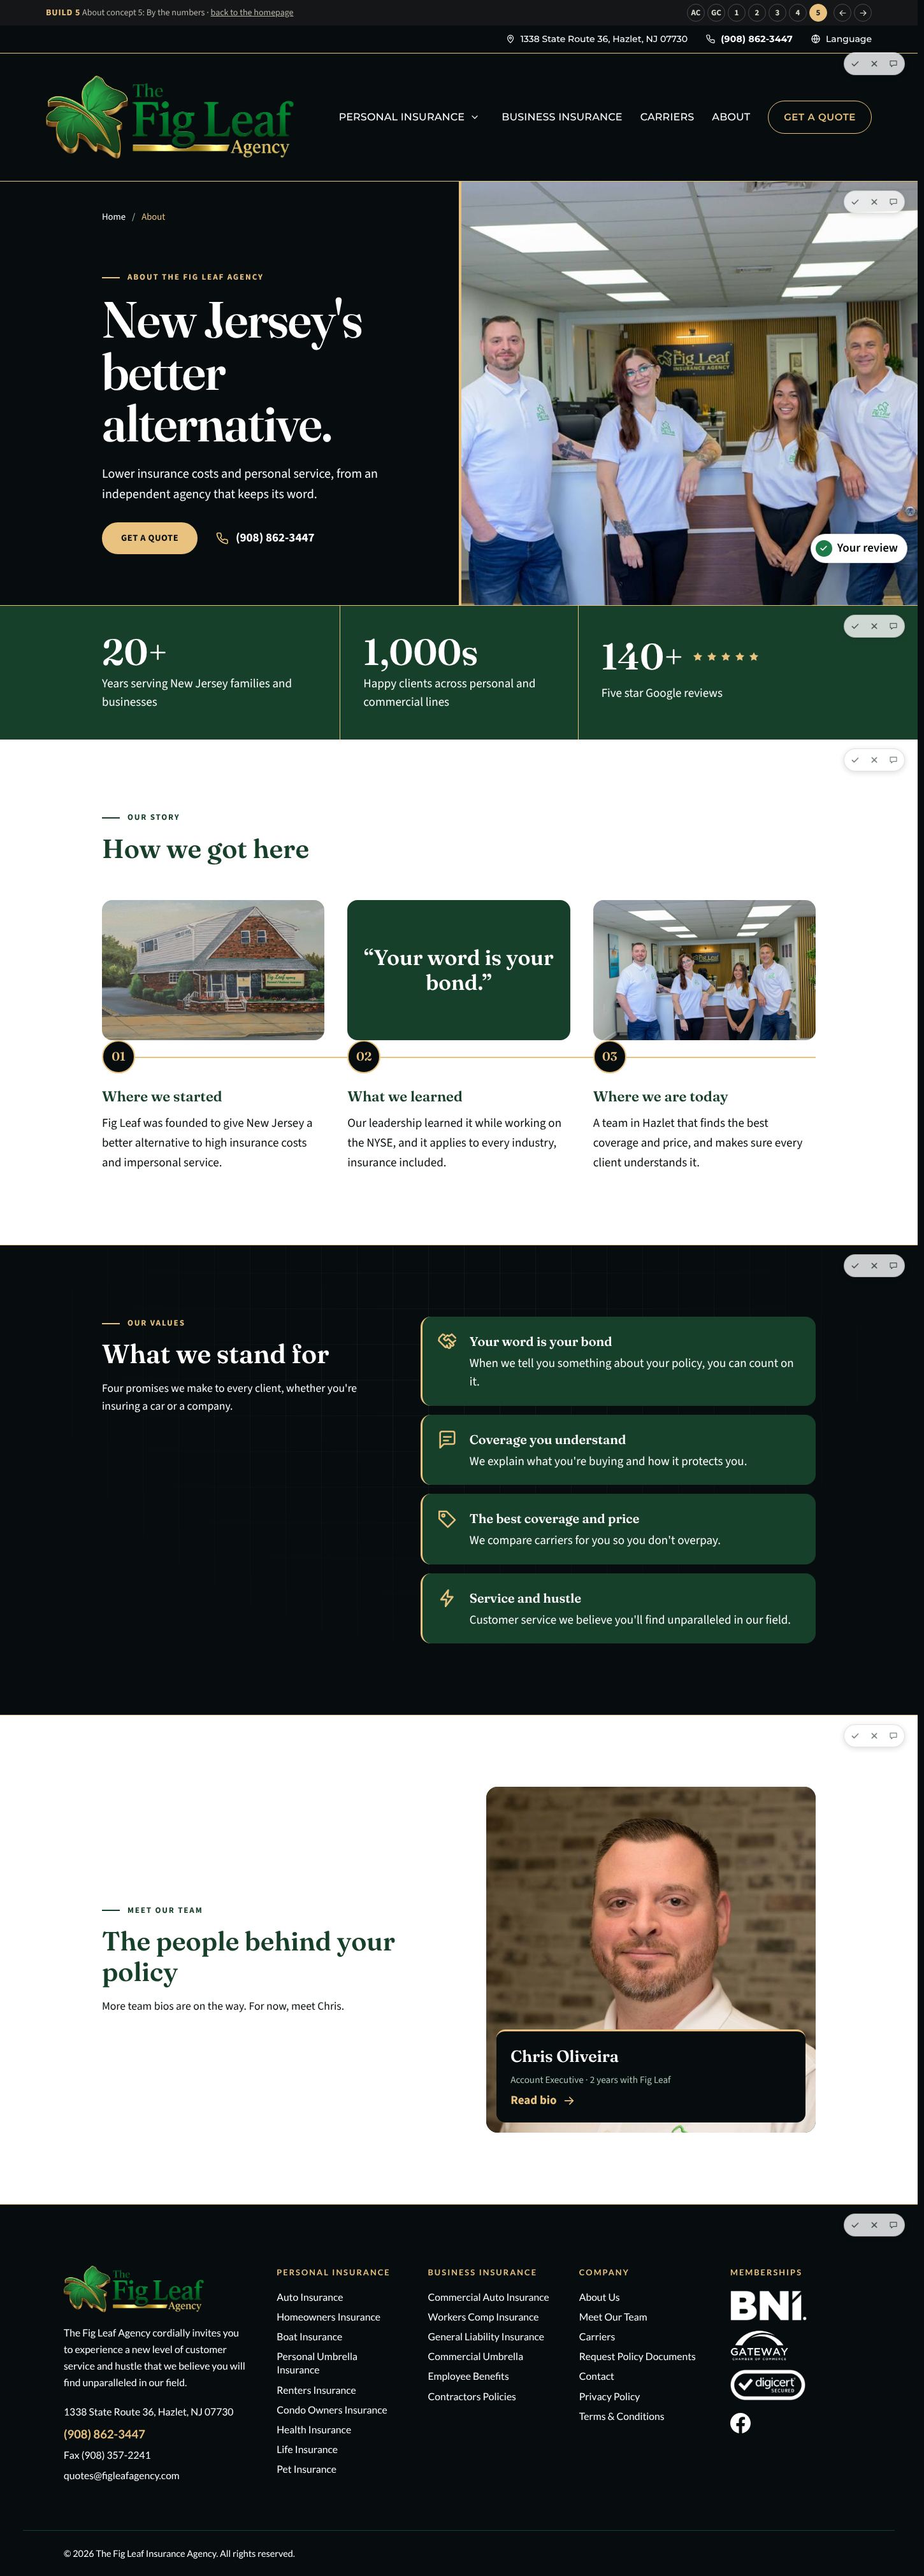 BUILD 5 About concept 5: By the numbers · back to the homepage
AC GC 1 2 3 4 5
1338 State Route 36, Hazlet, NJ 07730 (908) 862-3447 Language
The Fig Leaf Agency
PERSONAL INSURANCE BUSINESS INSURANCE CARRIERS ABOUT GET A QUOTE
Home / About
ABOUT THE FIG LEAF AGENCY
New Jersey's
better
alternative.
Lower insurance costs and personal service, from an
independent agency that keeps its word.
GET A QUOTE (908) 862-3447
Fig Leaf
INSURANCE AGENCY
Your review
20+
Years serving New Jersey families and
businesses
1,000s
Happy clients across personal and
commercial lines
140+
Five star Google reviews
OUR STORY
How we got here
“Your word is your
bond.”
01
Where we started
Fig Leaf was founded to give New Jersey a
better alternative to high insurance costs
and impersonal service.
02
What we learned
Our leadership learned it while working on
the NYSE, and it applies to every industry,
insurance included.
03
Where we are today
A team in Hazlet that finds the best
coverage and price, and makes sure every
client understands it.
OUR VALUES
What we stand for
Four promises we make to every client, whether you're
insuring a car or a company.
Your word is your bond
When we tell you something about your policy, you can count on
it.
Coverage you understand
We explain what you're buying and how it protects you.
The best coverage and price
We compare carriers for you so you don't overpay.
Service and hustle
Customer service we believe you'll find unparalleled in our field.
MEET OUR TEAM
The people behind your
policy
More team bios are on the way. For now, meet Chris.
Chris Oliveira
Account Executive · 2 years with Fig Leaf
Read bio
The Fig Leaf Agency
The Fig Leaf Agency cordially invites you
to experience a new level of customer
service and hustle that we believe you will
find unparalleled in our field.
1338 State Route 36, Hazlet, NJ 07730
(908) 862-3447
Fax (908) 357-2241
quotes@figleafagency.com
PERSONAL INSURANCE
Auto Insurance
Homeowners Insurance
Boat Insurance
Personal Umbrella
Insurance
Renters Insurance
Condo Owners Insurance
Health Insurance
Life Insurance
Pet Insurance
BUSINESS INSURANCE
Commercial Auto Insurance
Workers Comp Insurance
General Liability Insurance
Commercial Umbrella
Employee Benefits
Contractors Policies
COMPANY
About Us
Meet Our Team
Carriers
Request Policy Documents
Contact
Privacy Policy
Terms & Conditions
MEMBERSHIPS
BNI
GATEWAY
CHAMBER OF COMMERCE
digicert
SECURED
© 2026 The Fig Leaf Insurance Agency. All rights reserved.